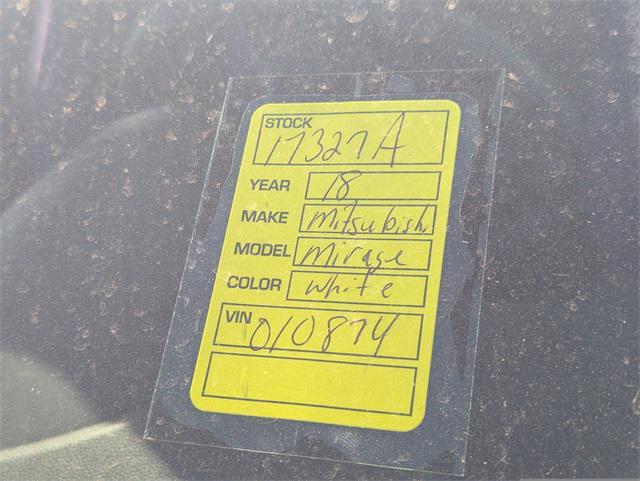 STOCK
17327A
YEAR 18
MAKE Mitsubishi
MODEL Mirage
COLOR White
VIN 010874